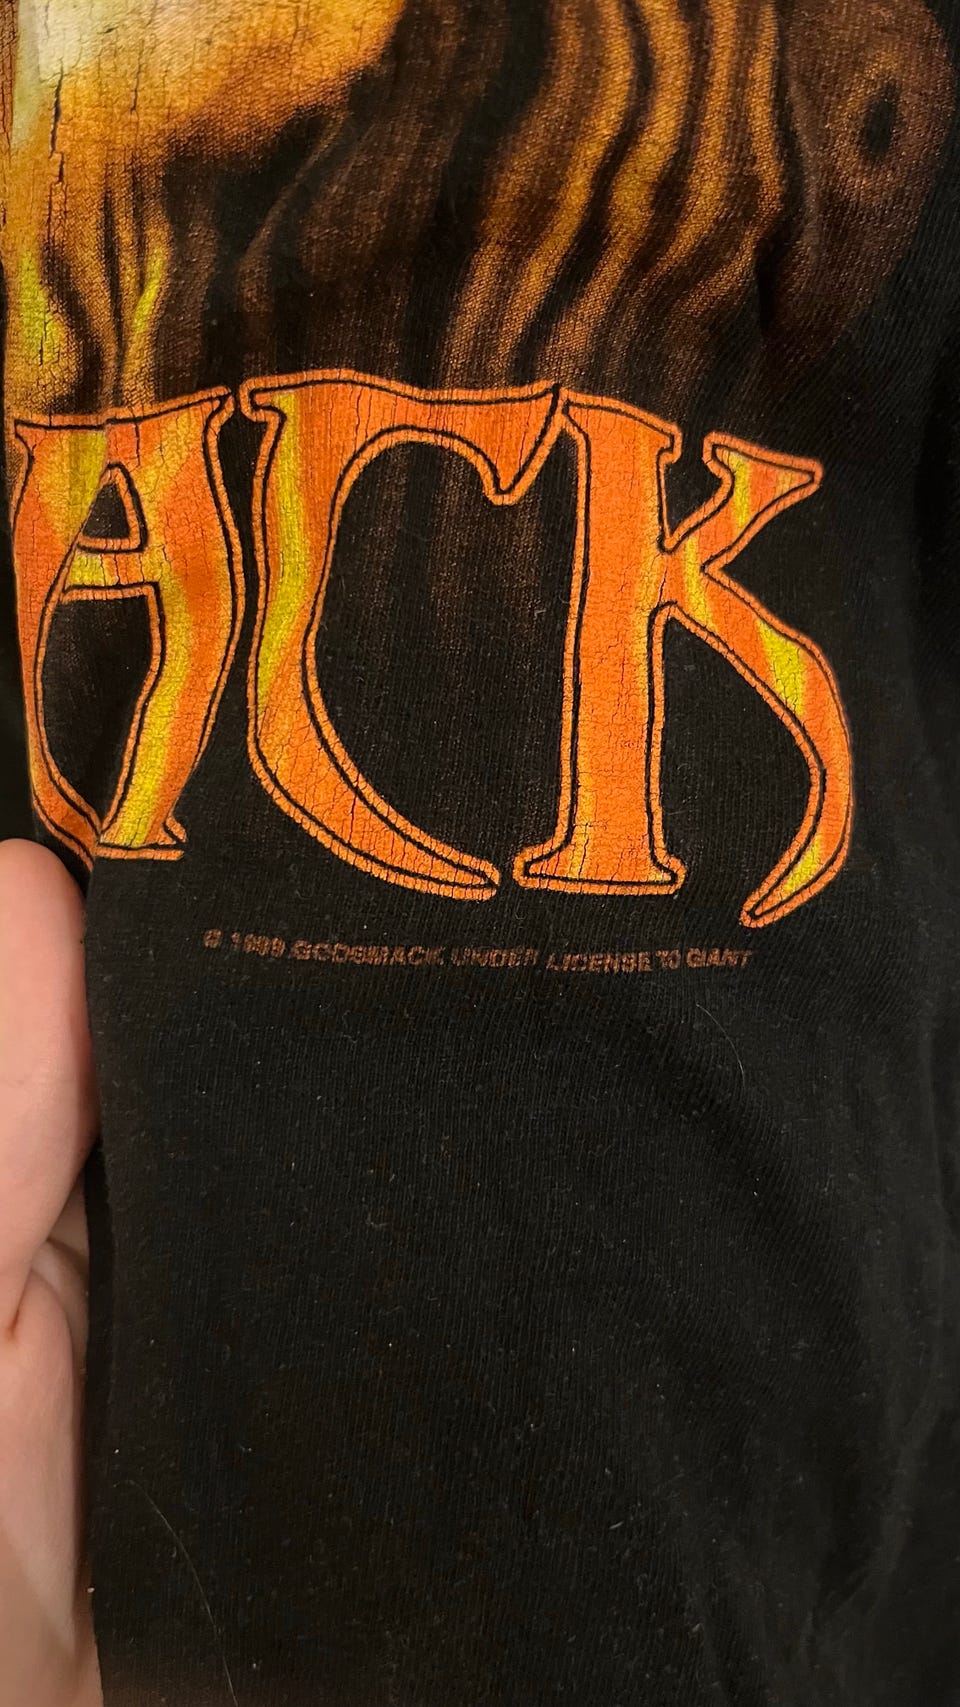 ACK
© 1999 GODSMACK UNDER LICENSE TO GIANT